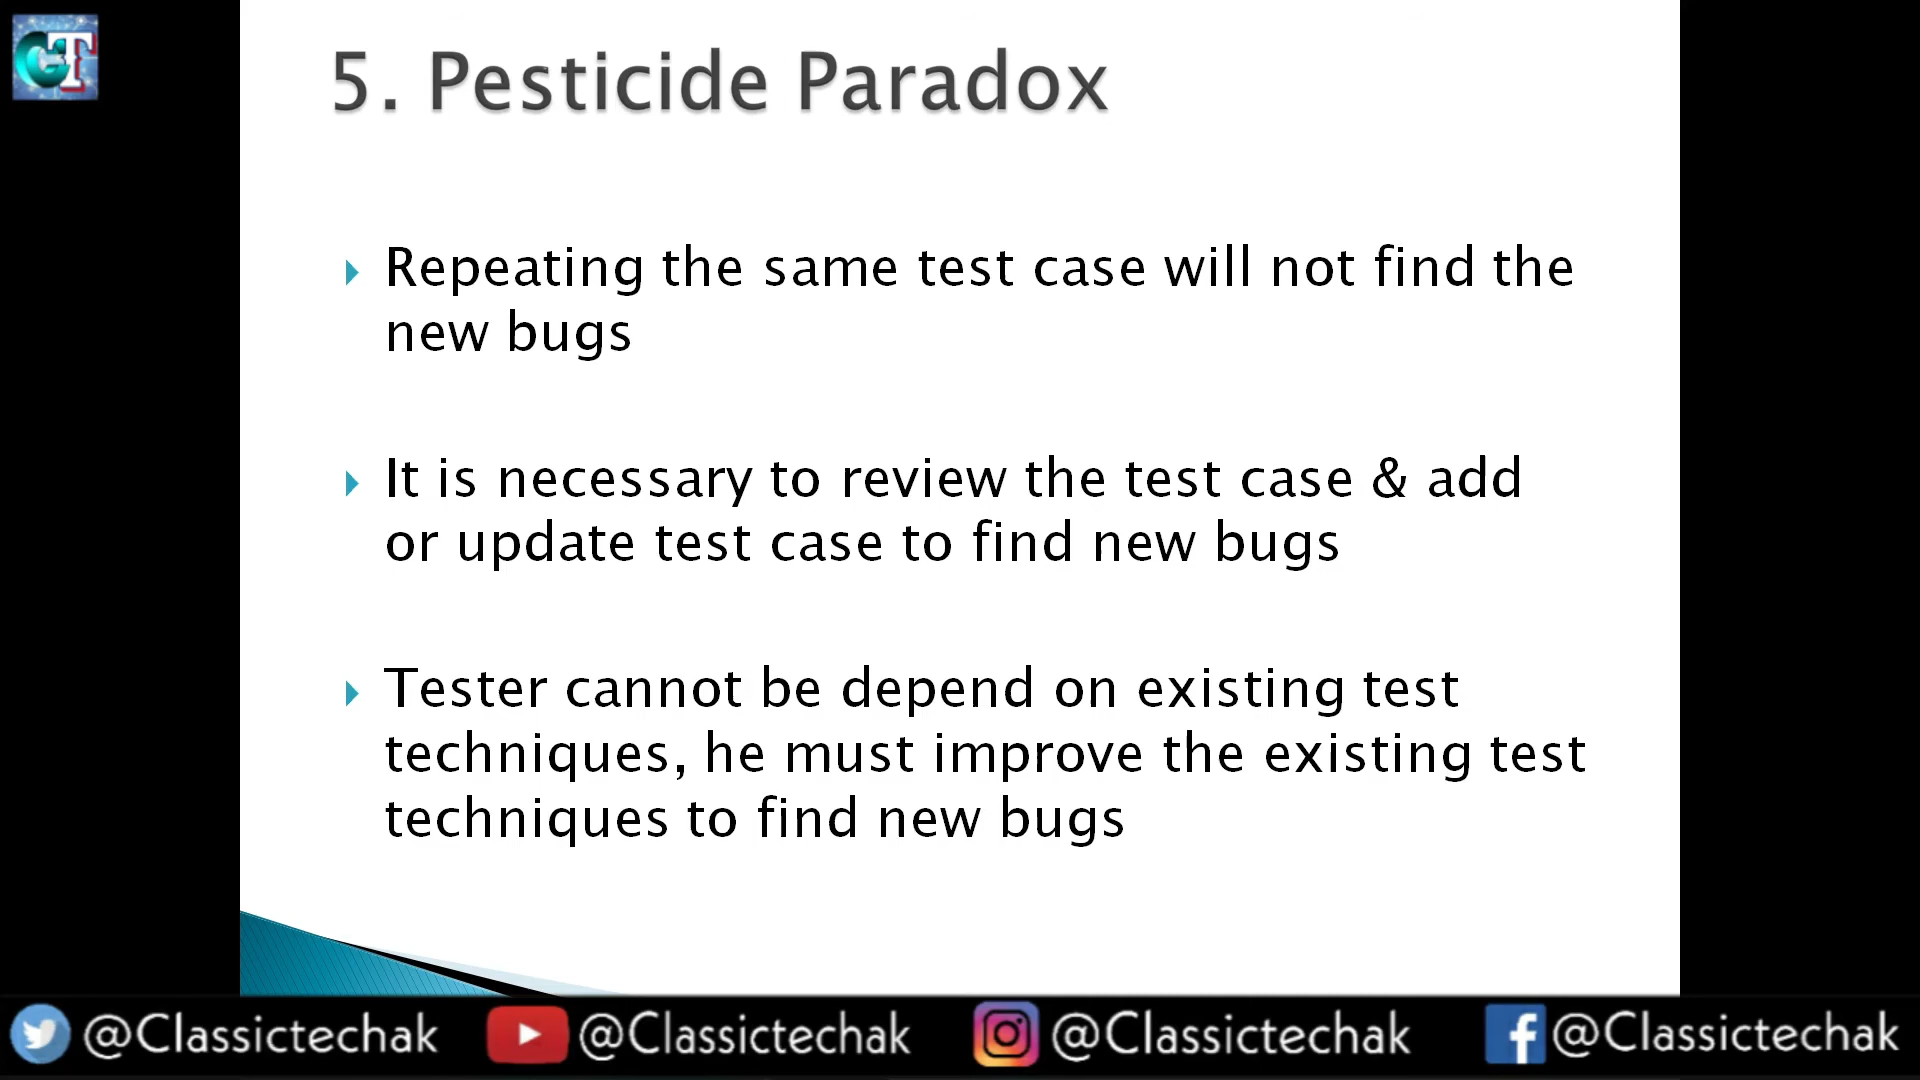 CT
5. Pesticide Paradox
Repeating the same test case will not find the
new bugs
It is necessary to review the test case & add
or update test case to find new bugs
Tester cannot be depend on existing test
techniques, he must improve the existing test
techniques to find new bugs
@Classictechak @Classictechak @Classictechak @Classictechak